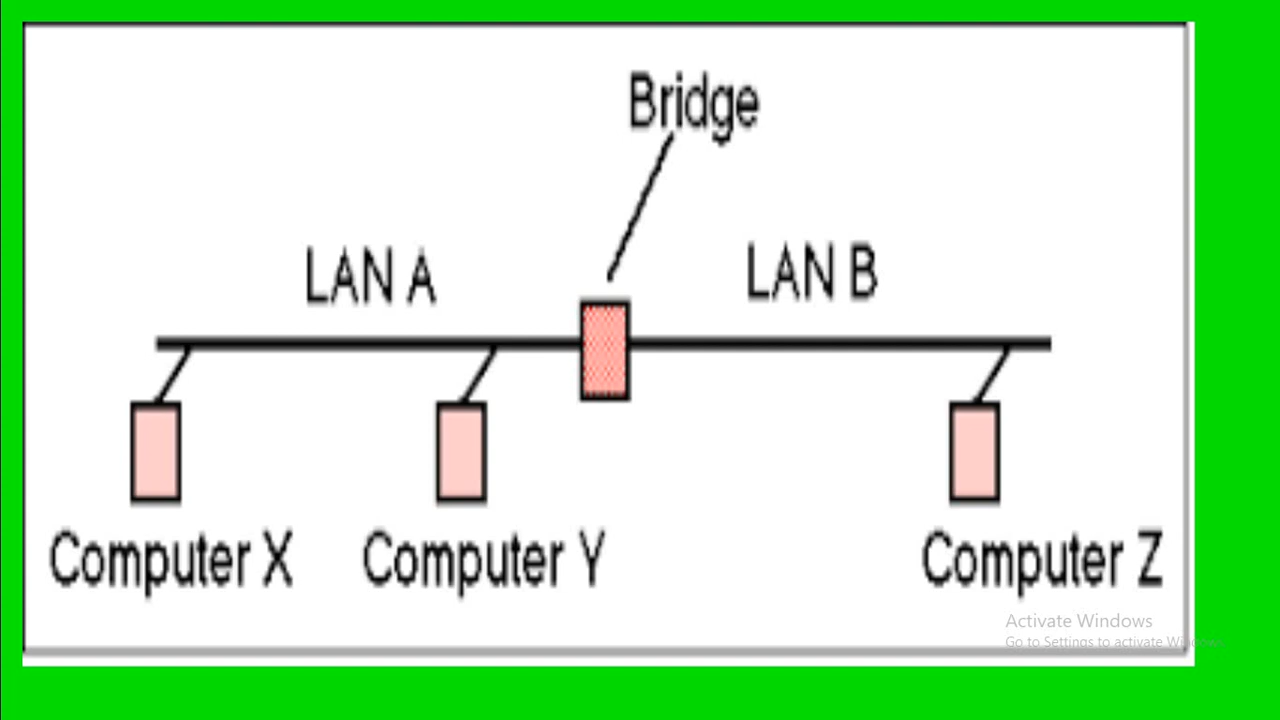 Bridge
LAN A
LAN B
Computer X
Computer Y
Computer Z
Activate Windows
Go to Settings to activate Windows.